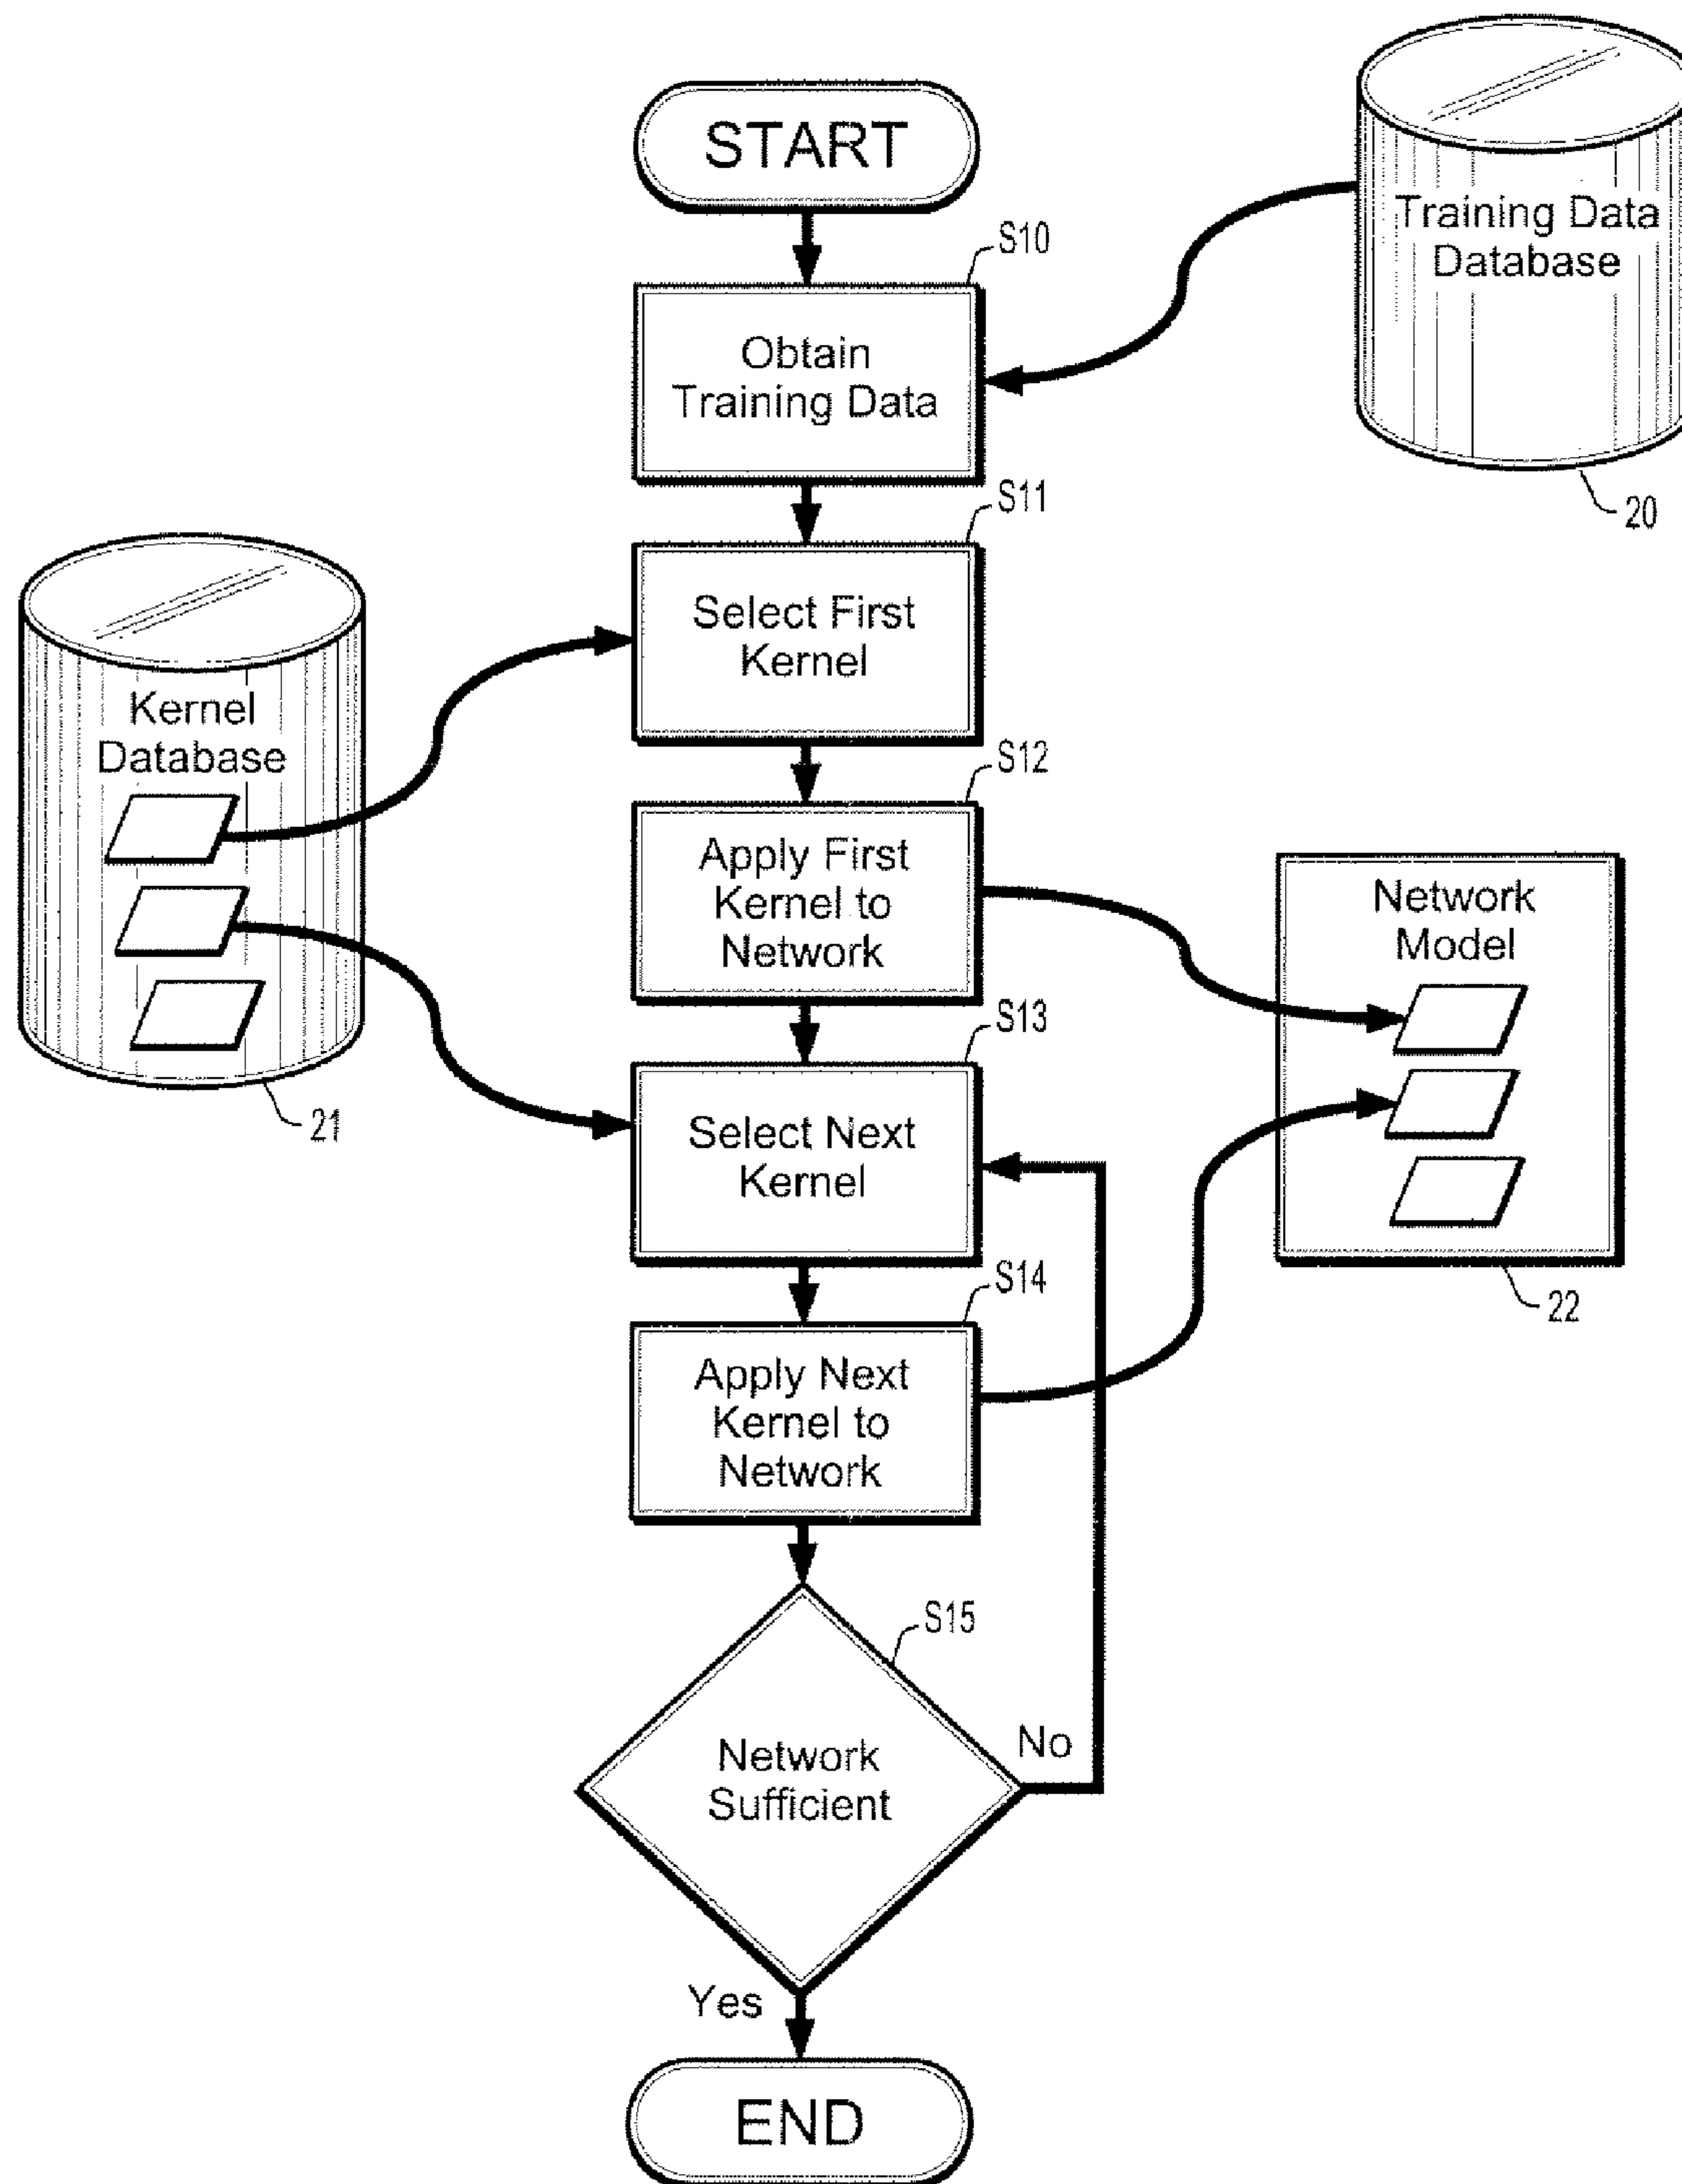 START
S10
Training Data
Database
Obtain
Training Data
20
S11
Select First
Kernel
Kernel
Database
S12
Apply First
Kernel to
Network
Network
Model
S13
21
Select Next
Kernel
S14
22
Apply Next
Kernel to
Network
S15
Network
Sufficient
No
Yes
END